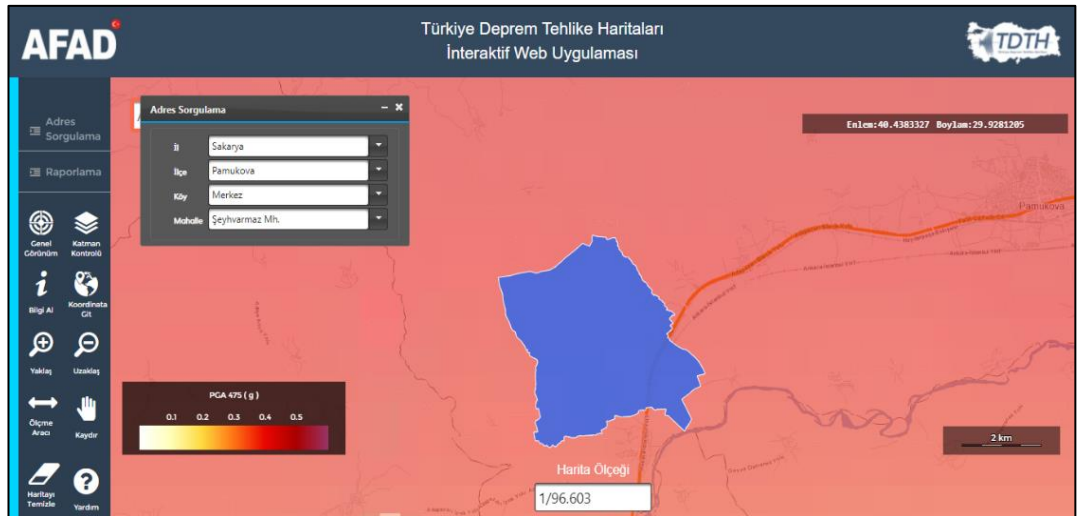 AFAD
Türkiye Deprem Tehlike Haritaları
İnteraktif Web Uygulaması
TDTH
Adres
Sorgulama
Raporlama
Genel
Görünüm
Katman
Kontrolü
Bilgi Al
Koordinata
Git
Yaklaş
Uzaklaş
Ölçme
Aracı
Kaydır
Haritayı
Temizle
Yardım
Adres Sorgulama
İl
Sakarya
İlçe
Pamukova
Köy
Merkez
Mahalle
Şeyhvarmaz Mh.
Enlem:40.4383327 Boylam:29.9281205
Pamukova
PGA 475 ( g )
0.1 0.2 0.3 0.4 0.5
2 km
Harita Ölçeği
1/96.603